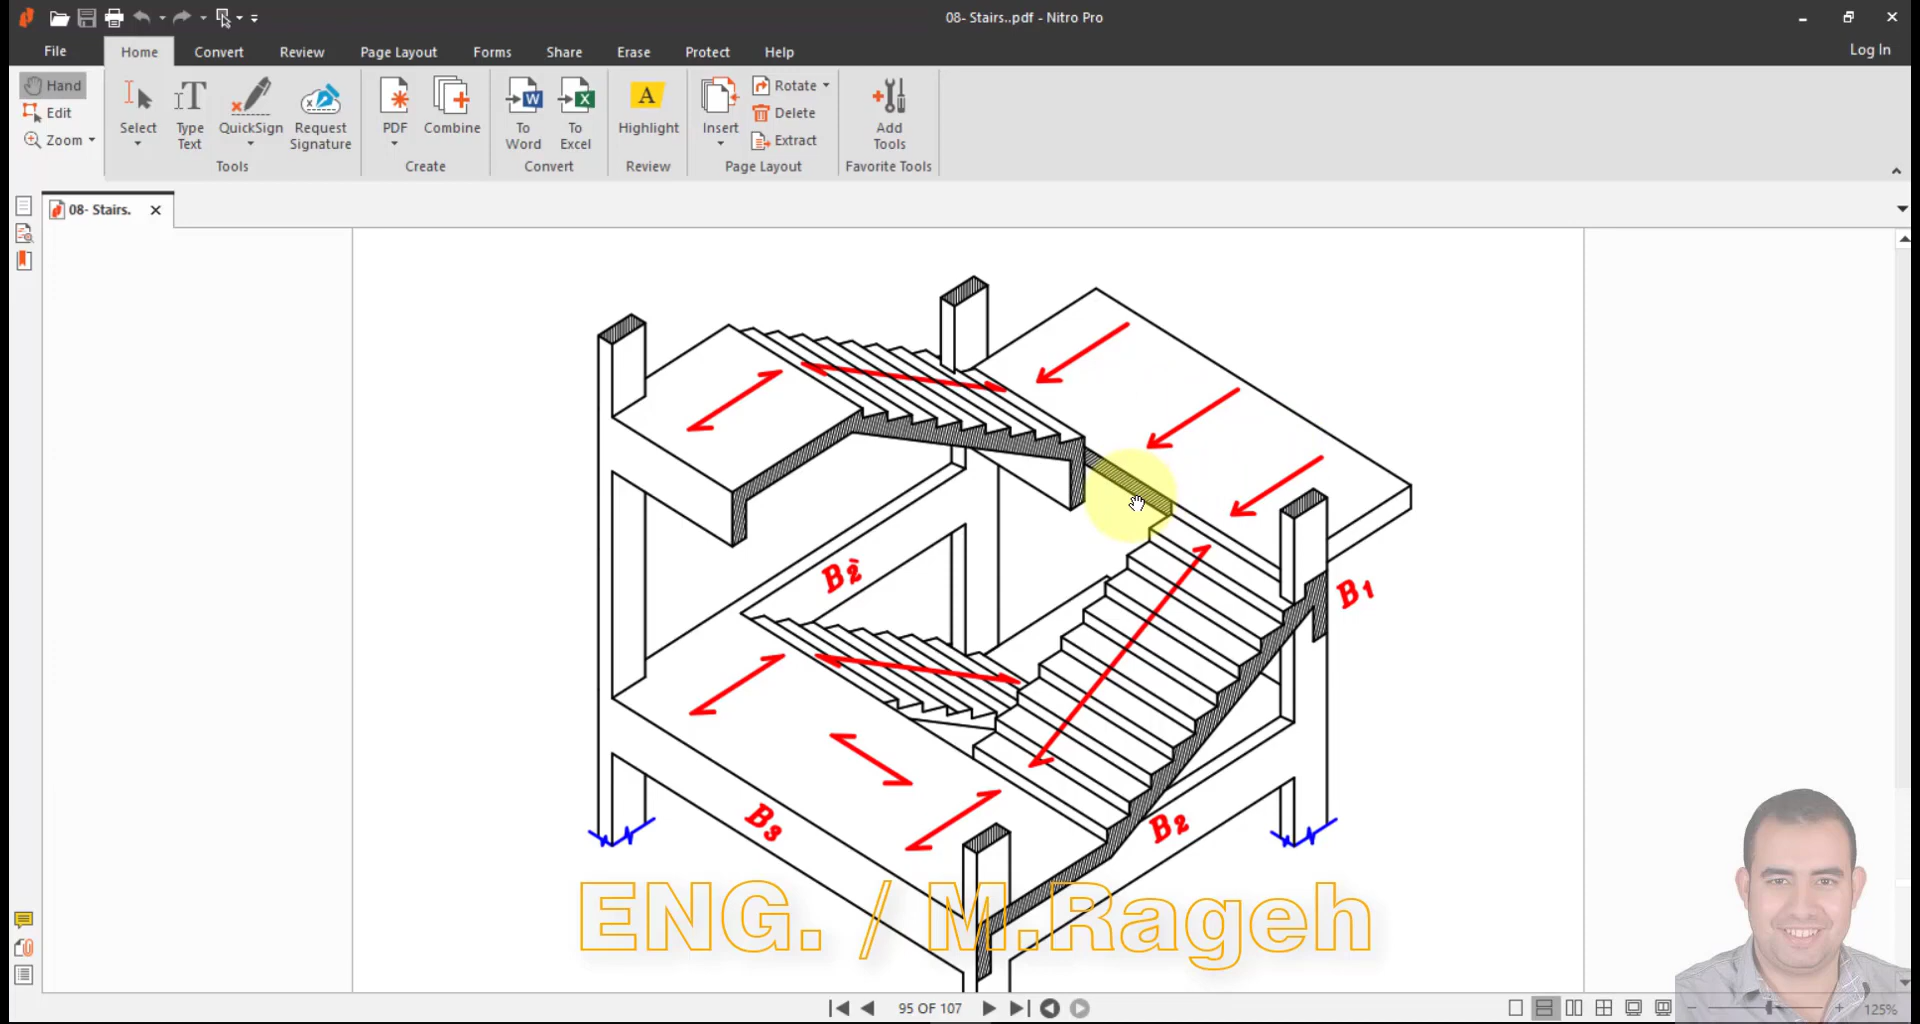 08- Stairs..pdf - Nitro Pro
File Home Convert Review Page Layout Forms Share Erase Protect Help Log In
Hand
Edit
Zoom
Select
Type Text
QuickSign
Request Signature
Tools
PDF
Combine
Create
To Word
To Excel
Convert
Highlight
Review
Insert
Rotate
Delete
Extract
Page Layout
Add Tools
Favorite Tools
08- Stairs.
B2
B1
B3
B2
ENG. / M.Rageh
95 OF 107
125%